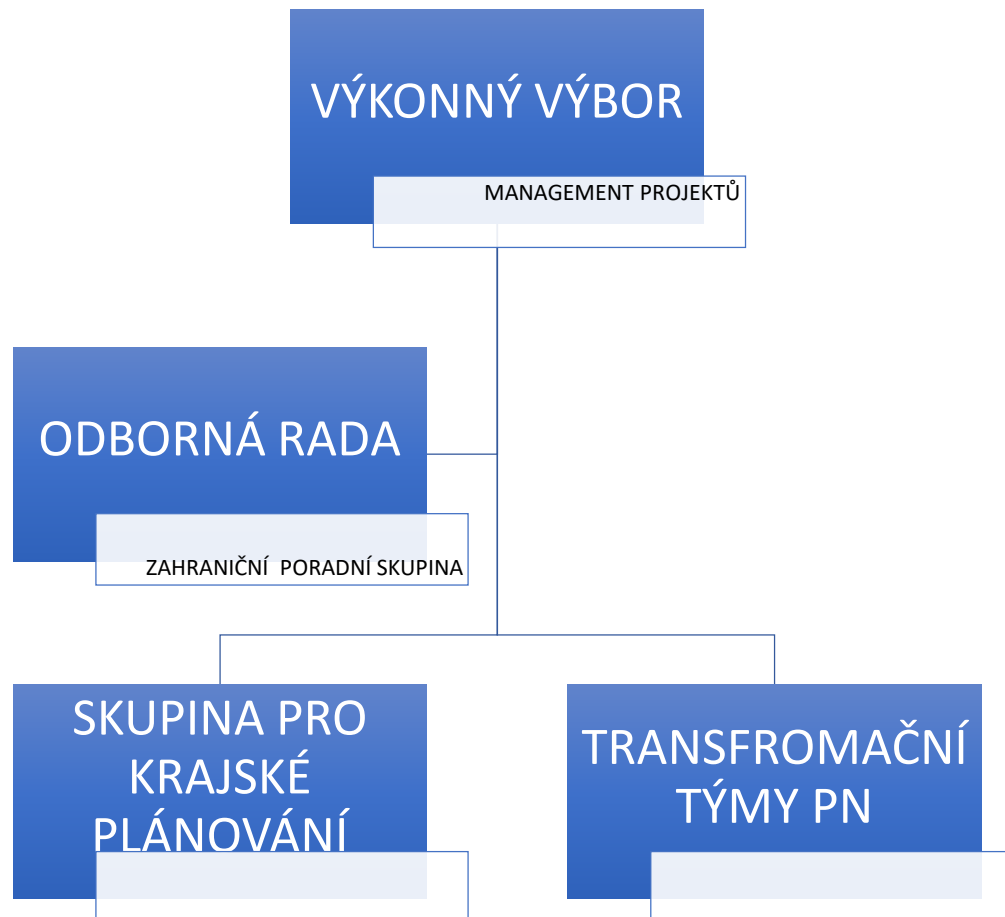 VÝKONNÝ VÝBOR
MANAGEMENT PROJEKTŮ
ODBORNÁ RADA
ZAHRANIČNÍ  PORADNÍ SKUPINA
SKUPINA PRO
KRAJSKÉ
PLÁNOVÁNÍ
TRANSFROMAČNÍ
TÝMY PN